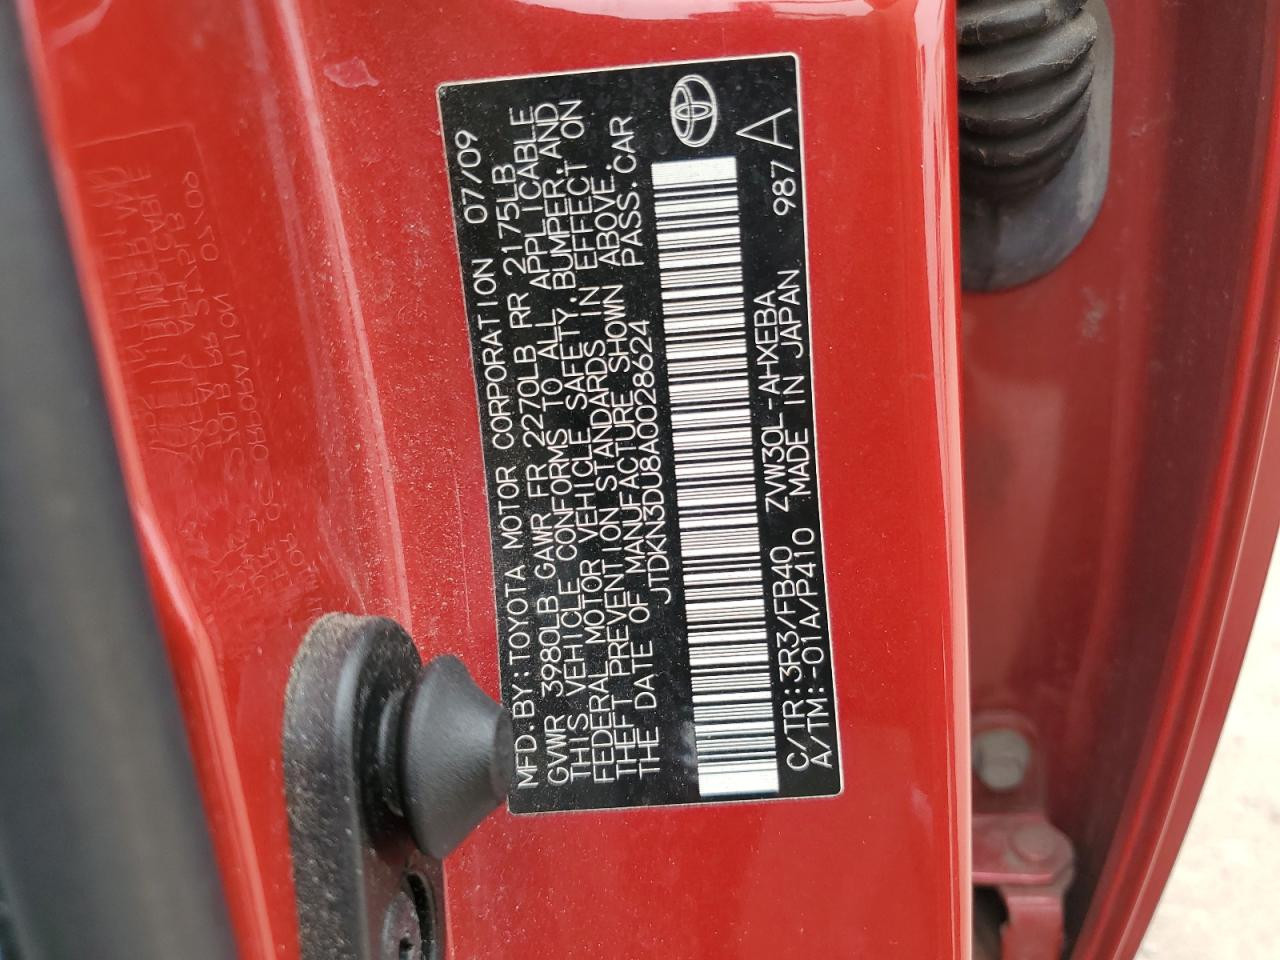 MFD.BY:TOYOTA MOTOR CORPORATION 07/09
GVWR 3980LB GAWR FR 2270LB RR 2175LB
THIS VEHICLE CONFORMS TO ALL APPLICABLE
FEDERAL MOTOR VEHICLE SAFETY,BUMPER,AND
THEFT PREVENTION STANDARDS IN EFFECT ON
THE DATE OF MANUFACTURE SHOWN ABOVE.
JTDKN3DU8A0028624 PASS.CAR
C/TR:3R3/FB40 ZVW30L-AHXEBA 987A
A/TM:-01A/P410 MADE IN JAPAN